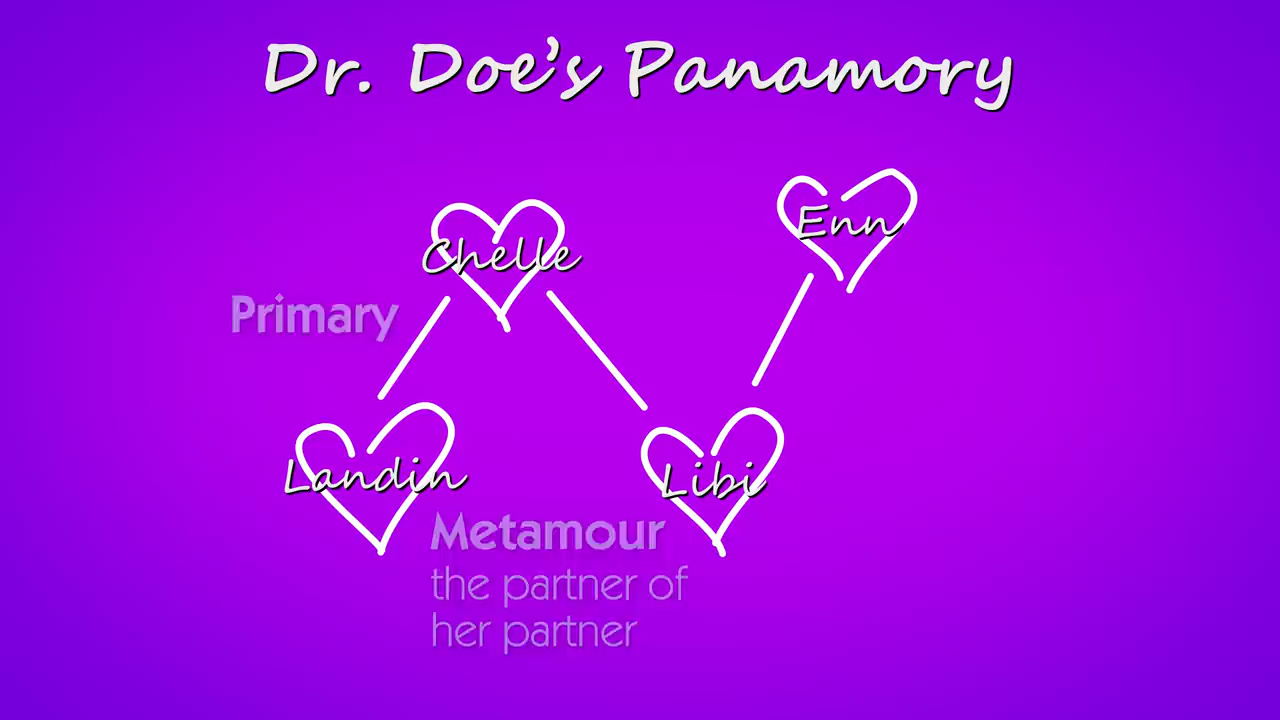 Dr. Doe's Panamory
Enn
Chelle
Primary
Landin
Libi
Metamour
the partner of
her partner